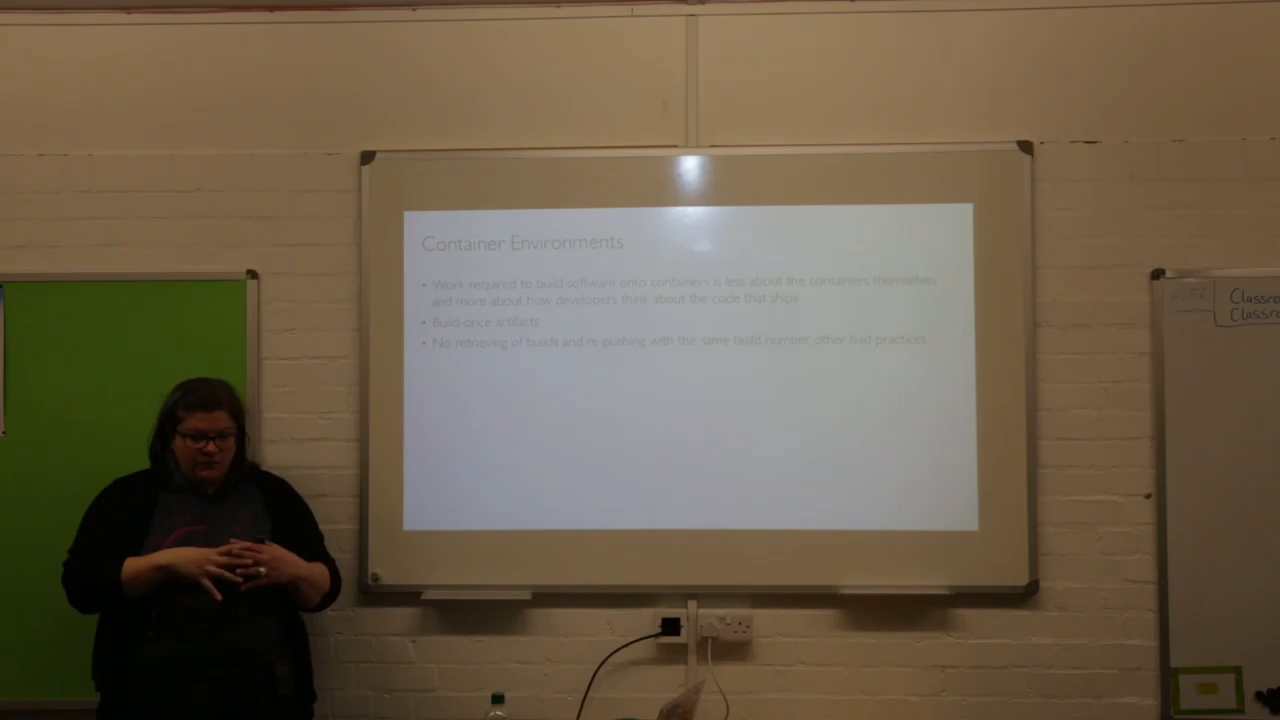 Container Environments
• Work required to build software onto containers is less about the containers themselves
and more about how developers think about the code that ships
• Build-once artifacts
• No retrieving of builds and re-pushing with the same build number, other bad practices
Classro
Classro